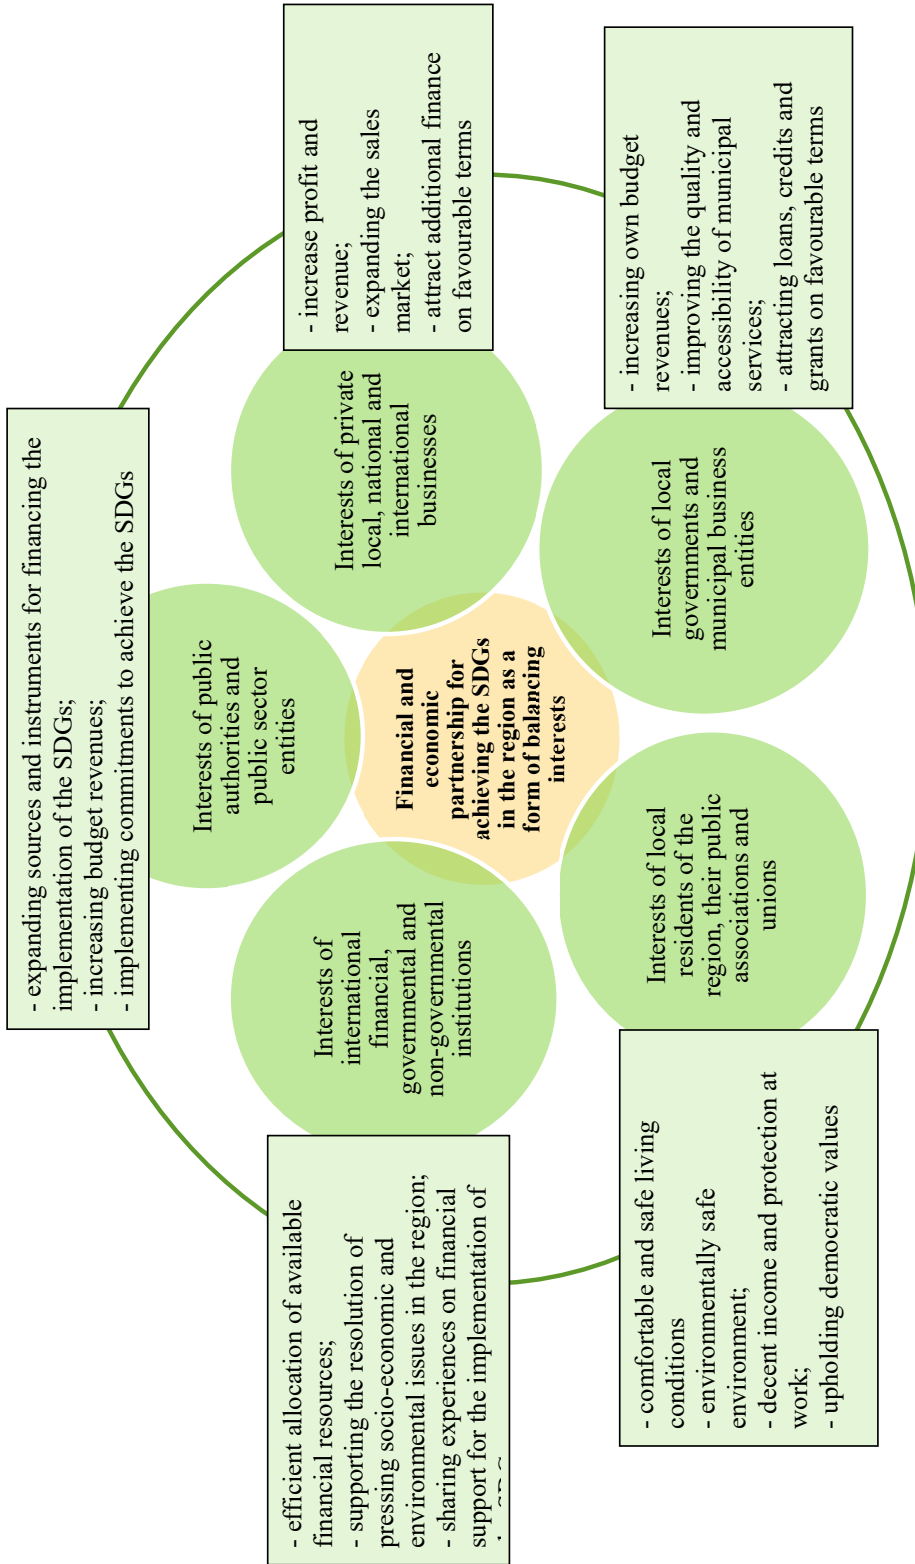 - expanding sources and instruments for financing the
implementation of the SDGs;
- increasing budget revenues;
- implementing commitments to achieve the SDGs
Interests of public
authorities and
public sector
entities
- increase profit and
revenue;
- expanding the sales
market;
- attract additional finance
on favourable terms
Interests of private
local, national and
international
businesses
- increasing own budget
revenues;
- improving the quality and
accessibility of municipal
services;
- attracting loans, credits and
grants on favourable terms
Interests of local
governments and
municipal business
entities
Financial and
economic
partnership for
achieving the SDGs
in the region as a
form of balancing
interests
Interests of local
residents of the
region, their public
associations and
unions
- comfortable and safe living
conditions
- environmentally safe
environment;
- decent income and protection at
work;
- upholding democratic values
Interests of
international
financial,
governmental and
non-governmental
institutions
- efficient allocation of available
financial resources;
- supporting the resolution of
pressing socio-economic and
environmental issues in the region;
- sharing experiences on financial
support for the implementation of